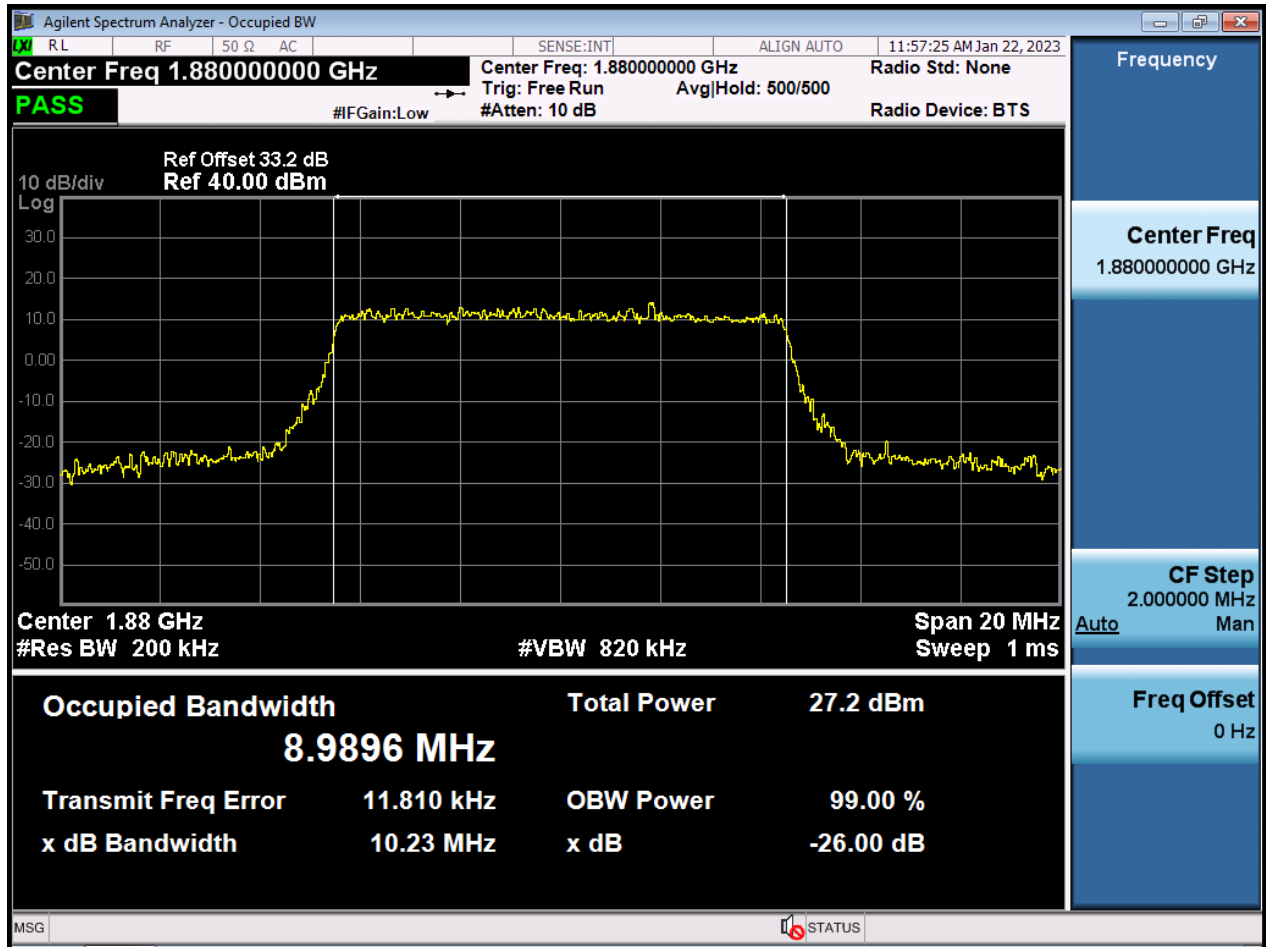 Agilent Spectrum Analyzer - Occupied BW
LXI RL RF 50 Ω AC SENSE:INT ALIGN AUTO 11:57:25 AM Jan 22, 2023
Center Freq 1.880000000 GHz
PASS
#IFGain:Low
Center Freq: 1.880000000 GHz
Trig: Free Run Avg|Hold: 500/500
#Atten: 10 dB
Radio Std: None
Radio Device: BTS
Ref Offset 33.2 dB
10 dB/div Ref 40.00 dBm
Log
30.0
20.0
10.0
0.00
-10.0
-20.0
-30.0
-40.0
-50.0
Center 1.88 GHz Span 20 MHz
#Res BW 200 kHz #VBW 820 kHz Sweep 1 ms
Occupied Bandwidth Total Power 27.2 dBm
8.9896 MHz
Transmit Freq Error 11.810 kHz OBW Power 99.00 %
x dB Bandwidth 10.23 MHz x dB -26.00 dB
MSG STATUS
Frequency
Center Freq
1.880000000 GHz
CF Step
2.000000 MHz
Auto Man
Freq Offset
0 Hz